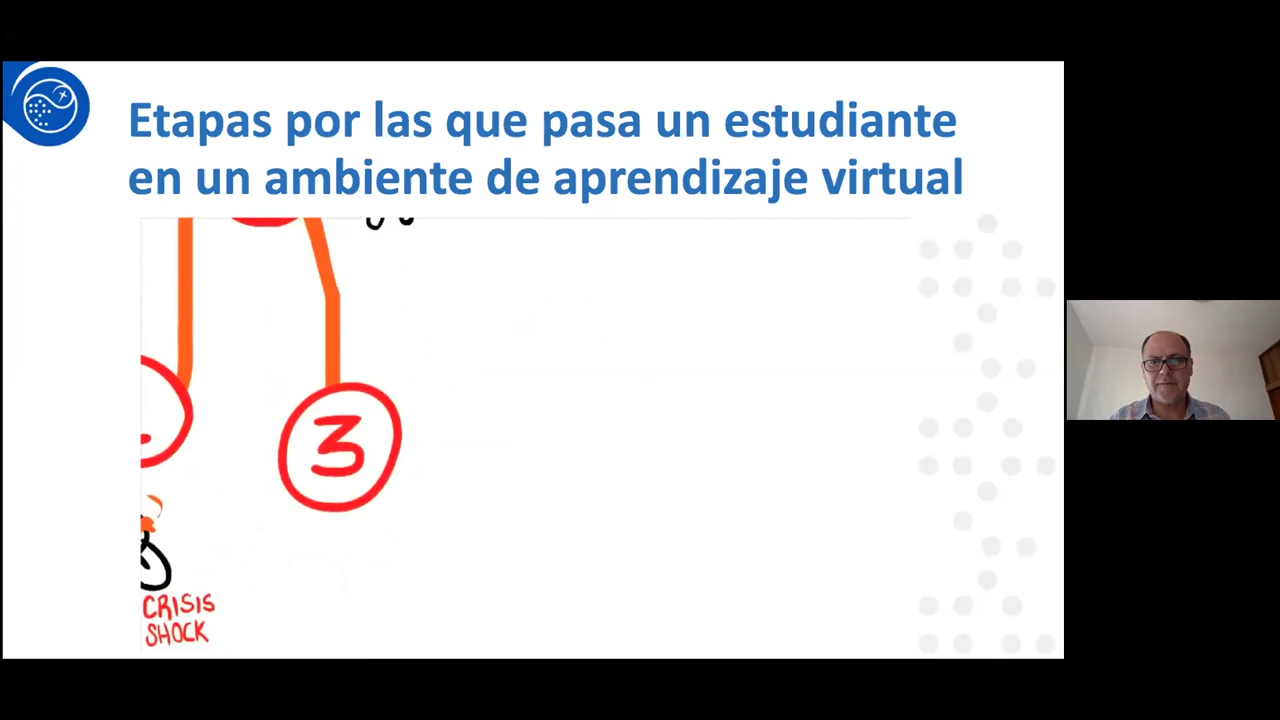 Etapas por las que pasa un estudiante
en un ambiente de aprendizaje virtual
3
CRISIS
SHOCK